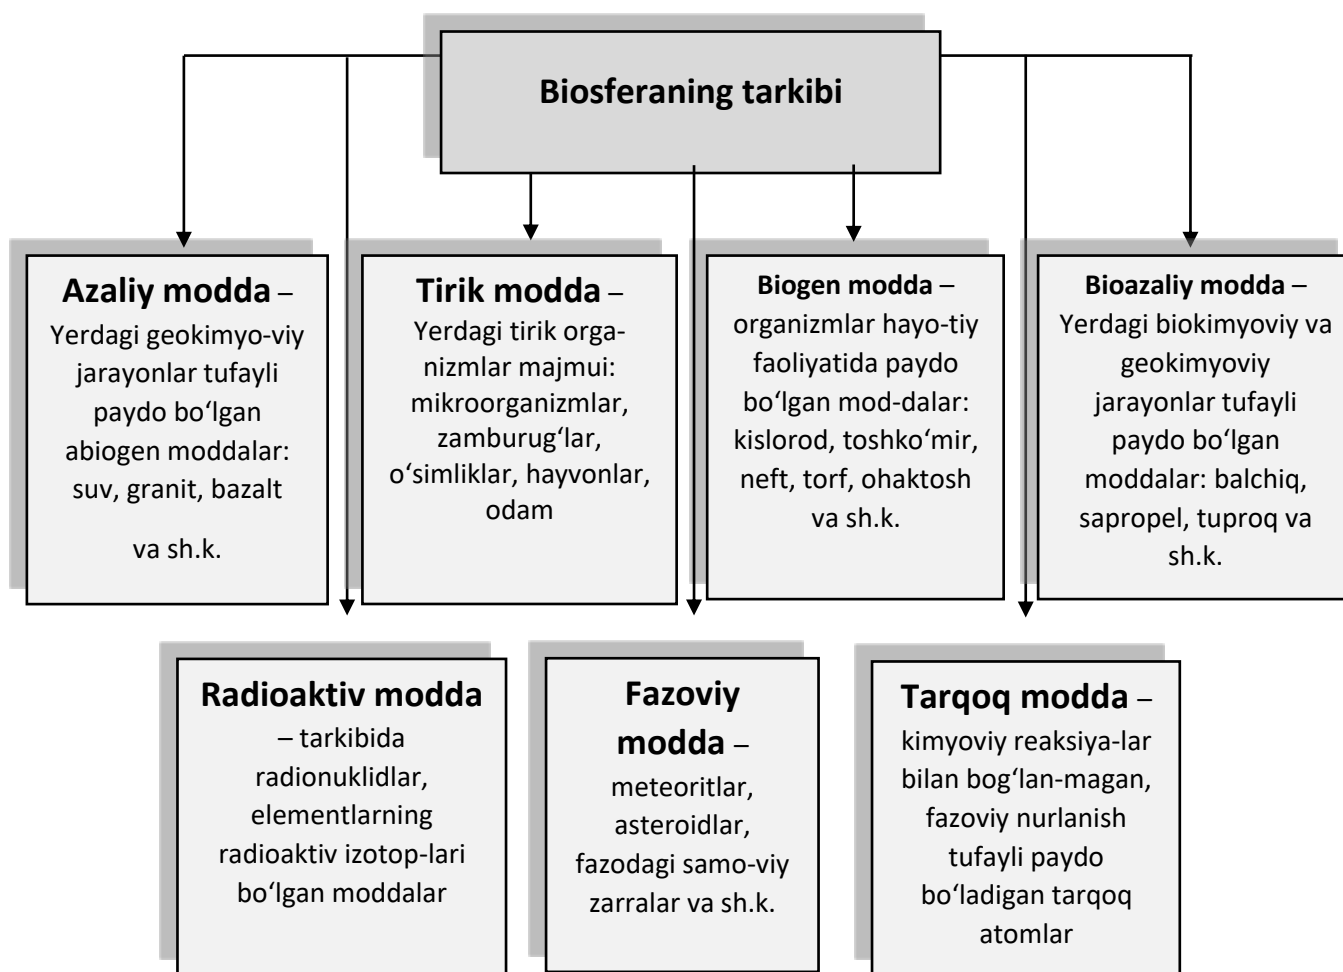 Biosferaning tarkibi
Azaliy modda –
Yerdagi geokimyo-viy
jarayonlar tufayli
paydo bo‘lgan
abiogen moddalar:
suv, granit, bazalt
va sh.k.
Tirik modda –
Yerdagi tirik orga-
nizmlar majmui:
mikroorganizmlar,
zamburug‘lar,
o‘simliklar, hayvonlar,
odam
Biogen modda –
organizmlar hayo-tiy
faoliyatida paydo
bo‘lgan mod-dalar:
kislorod, toshko‘mir,
neft, torf, ohaktosh
va sh.k.
Bioazaliy modda –
Yerdagi biokimyoviy va
geokimyoviy
jarayonlar tufayli
paydo bo‘lgan
moddalar: balchiq,
sapropel, tuproq va
sh.k.
Radioaktiv modda
– tarkibida
radionuklidlar,
elementlarning
radioaktiv izotop-lari
bo‘lgan moddalar
Fazoviy
modda –
meteoritlar,
asteroidlar,
fazodagi samo-viy
zarralar va sh.k.
Tarqoq modda –
kimyoviy reaksiya-lar
bilan bog‘lan-magan,
fazoviy nurlanish
tufayli paydo
bo‘ladigan tarqoq
atomlar